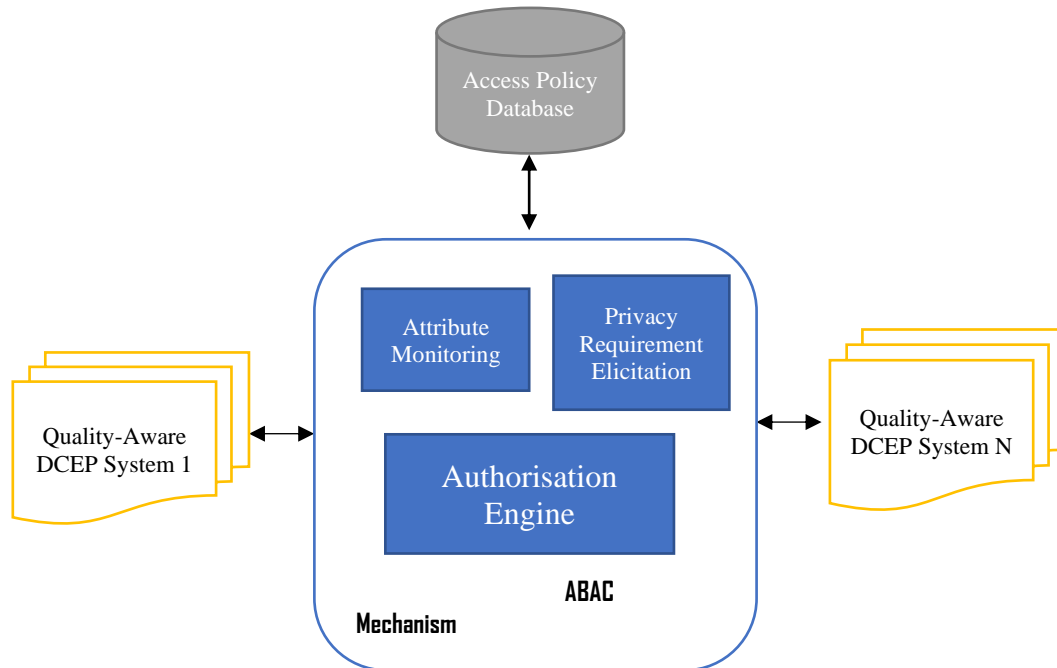 Access Policy
Database
Attribute
Monitoring
Privacy
Requirement
Elicitation
Quality-Aware
DCEP System 1
Quality-Aware
DCEP System N
Authorisation
Engine
ABAC
Mechanism